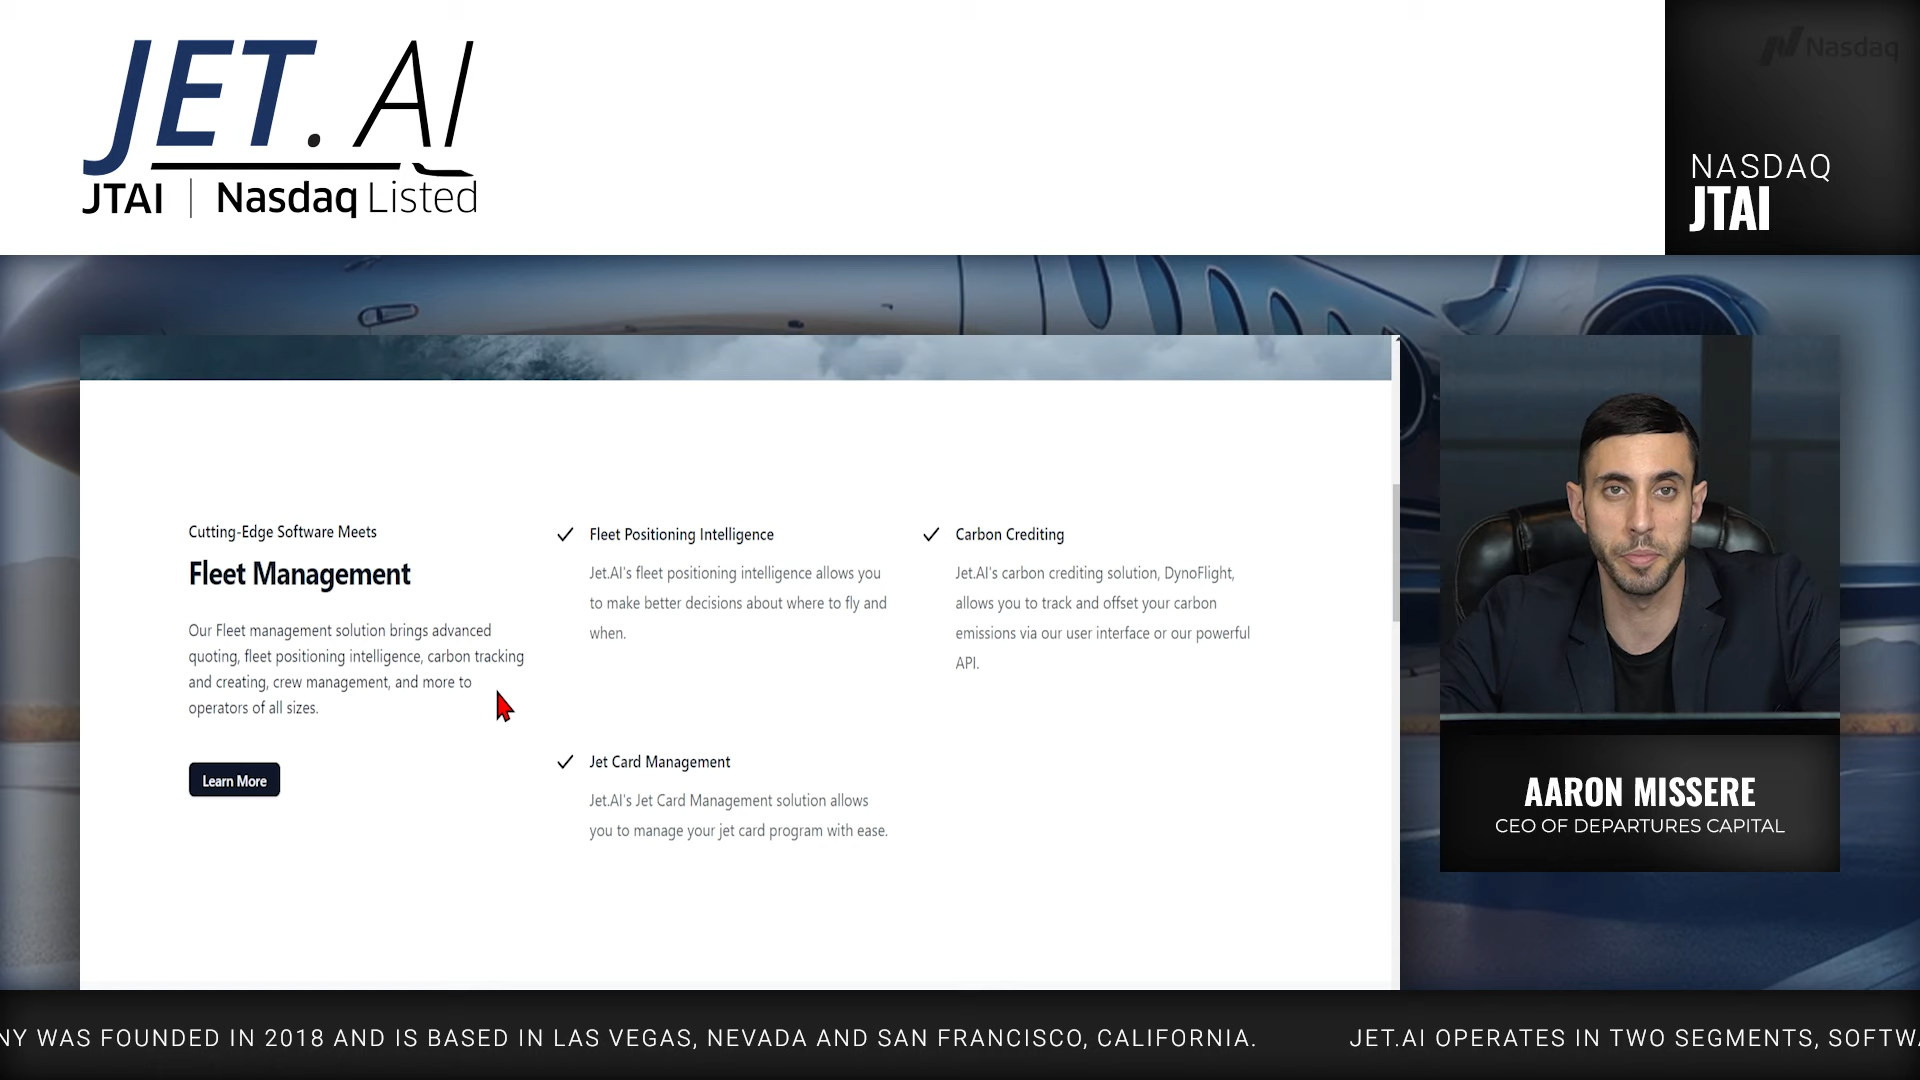 JET.AI
JTAI | Nasdaq Listed
Nasdaq
NASDAQ
JTAI
Cutting-Edge Software Meets
Fleet Management
Our Fleet management solution brings advanced
quoting, fleet positioning intelligence, carbon tracking
and creating, crew management, and more to
operators of all sizes.
Learn More
Fleet Positioning Intelligence
Jet.AI's fleet positioning intelligence allows you
to make better decisions about where to fly and
when.
Carbon Crediting
Jet.AI's carbon crediting solution, DynoFlight,
allows you to track and offset your carbon
emissions via our user interface or our powerful
API.
Jet Card Management
Jet.AI's Jet Card Management solution allows
you to manage your jet card program with ease.
AARON MISSERE
CEO OF DEPARTURES CAPITAL
NY WAS FOUNDED IN 2018 AND IS BASED IN LAS VEGAS, NEVADA AND SAN FRANCISCO, CALIFORNIA. JET.AI OPERATES IN TWO SEGMENTS, SOFTW